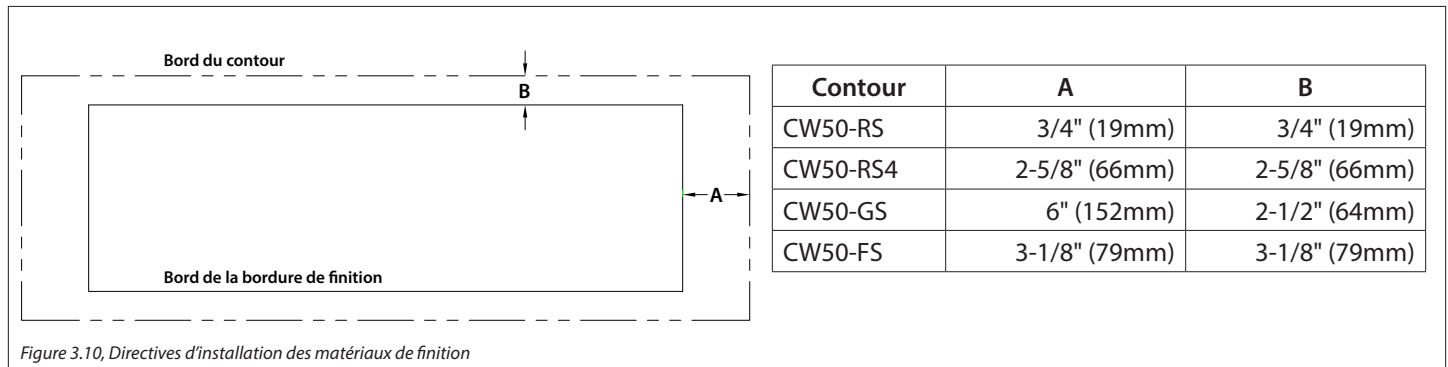 Bord du contour
B
A
Bord de la bordure de finition
Contour A B
CW50-RS 3/4" (19mm) 3/4" (19mm)
CW50-RS4 2-5/8" (66mm) 2-5/8" (66mm)
CW50-GS 6" (152mm) 2-1/2" (64mm)
CW50-FS 3-1/8" (79mm) 3-1/8" (79mm)
Figure 3.10, Directives d'installation des matériaux de finition